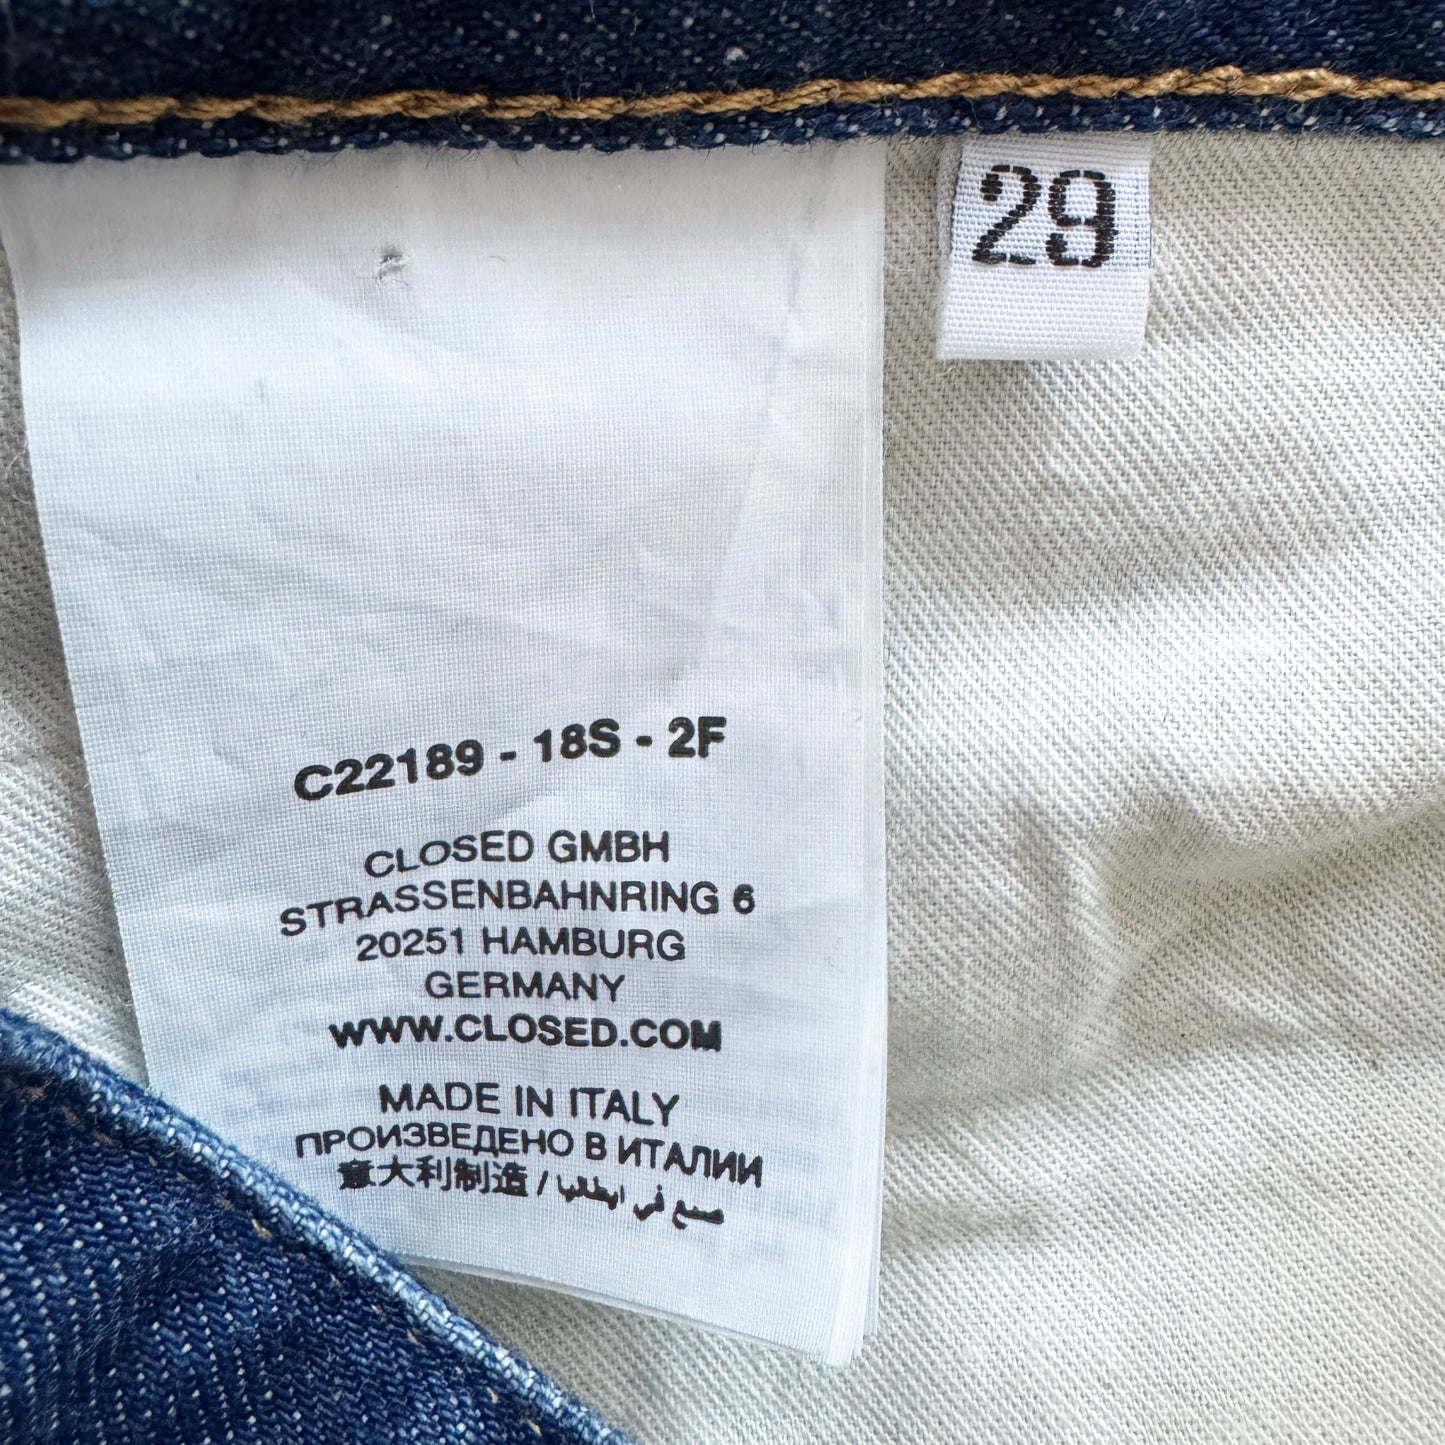 29
C22189 - 18S - 2F
CLOSED GMBH
STRASSENBAHNRING 6
20251 HAMBURG
GERMANY
WWW.CLOSED.COM
MADE IN ITALY
ПРОИЗВЕДЕНО В ИТАЛИИ
意大利制造 / صنع في ايطاليا